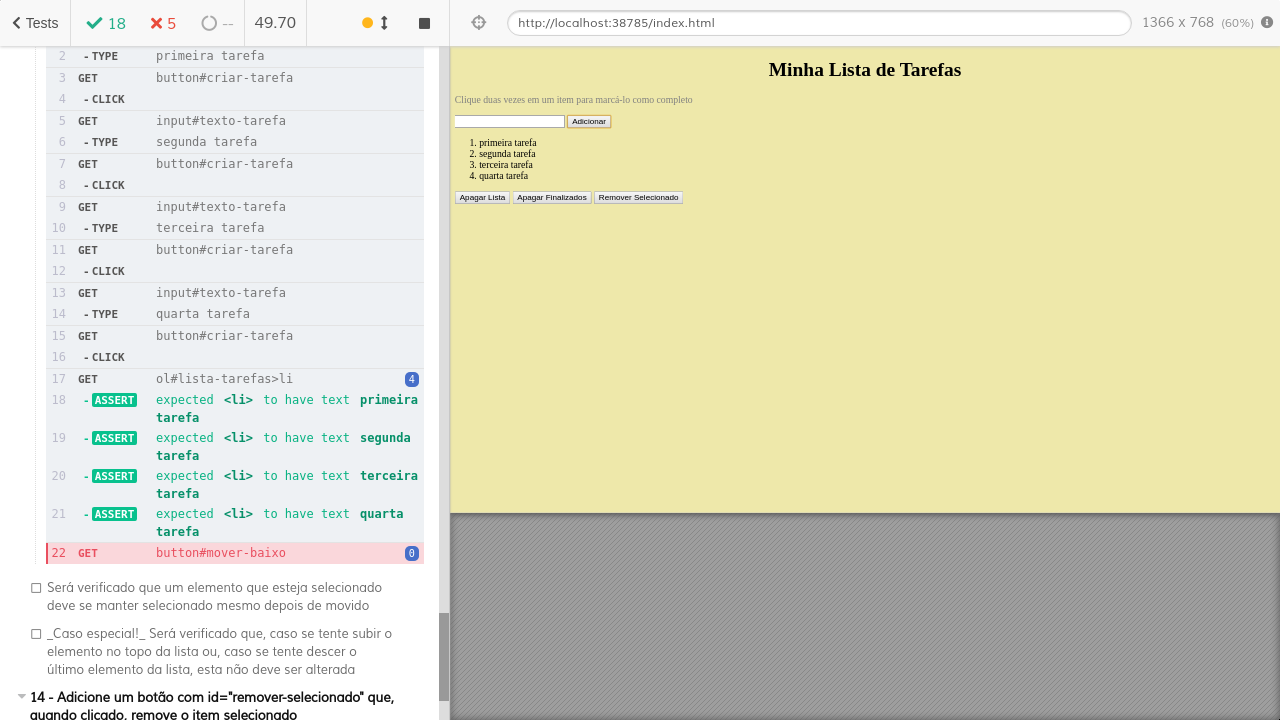 Tests 18 5 -- 49.70 http://localhost:38785/index.html 1366 x 768 (60%)
2 - TYPE primeira tarefa
3 GET button#criar-tarefa
4 - CLICK
5 GET input#texto-tarefa
6 - TYPE segunda tarefa
7 GET button#criar-tarefa
8 - CLICK
9 GET input#texto-tarefa
10 - TYPE terceira tarefa
11 GET button#criar-tarefa
12 - CLICK
13 GET input#texto-tarefa
14 - TYPE quarta tarefa
15 GET button#criar-tarefa
16 - CLICK
17 GET ol#lista-tarefas>li 4
18 - ASSERT expected <li> to have text primeira
tarefa
19 - ASSERT expected <li> to have text segunda
tarefa
20 - ASSERT expected <li> to have text terceira
tarefa
21 - ASSERT expected <li> to have text quarta
tarefa
22 GET button#mover-baixo 0
Será verificado que um elemento que esteja selecionado
deve se manter selecionado mesmo depois de movido
_Caso especial!_ Será verificado que, caso se tente subir o
elemento no topo da lista ou, caso se tente descer o
último elemento da lista, esta não deve ser alterada
14 - Adicione um botão com id="remover-selecionado" que,
quando clicado, remove o item selecionado
Minha Lista de Tarefas
Clique duas vezes em um item para marcá-lo como completo
Adicionar
1. primeira tarefa
2. segunda tarefa
3. terceira tarefa
4. quarta tarefa
Apagar Lista Apagar Finalizados Remover Selecionado